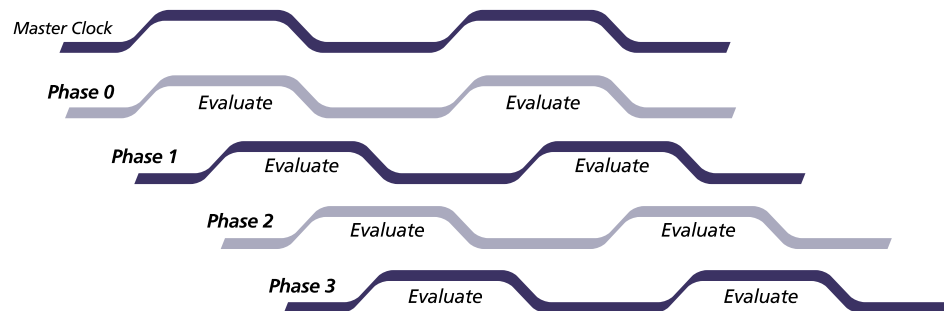 Master Clock
Phase 0
Evaluate Evaluate
Phase 1
Evaluate Evaluate
Phase 2
Evaluate Evaluate
Phase 3
Evaluate Evaluate